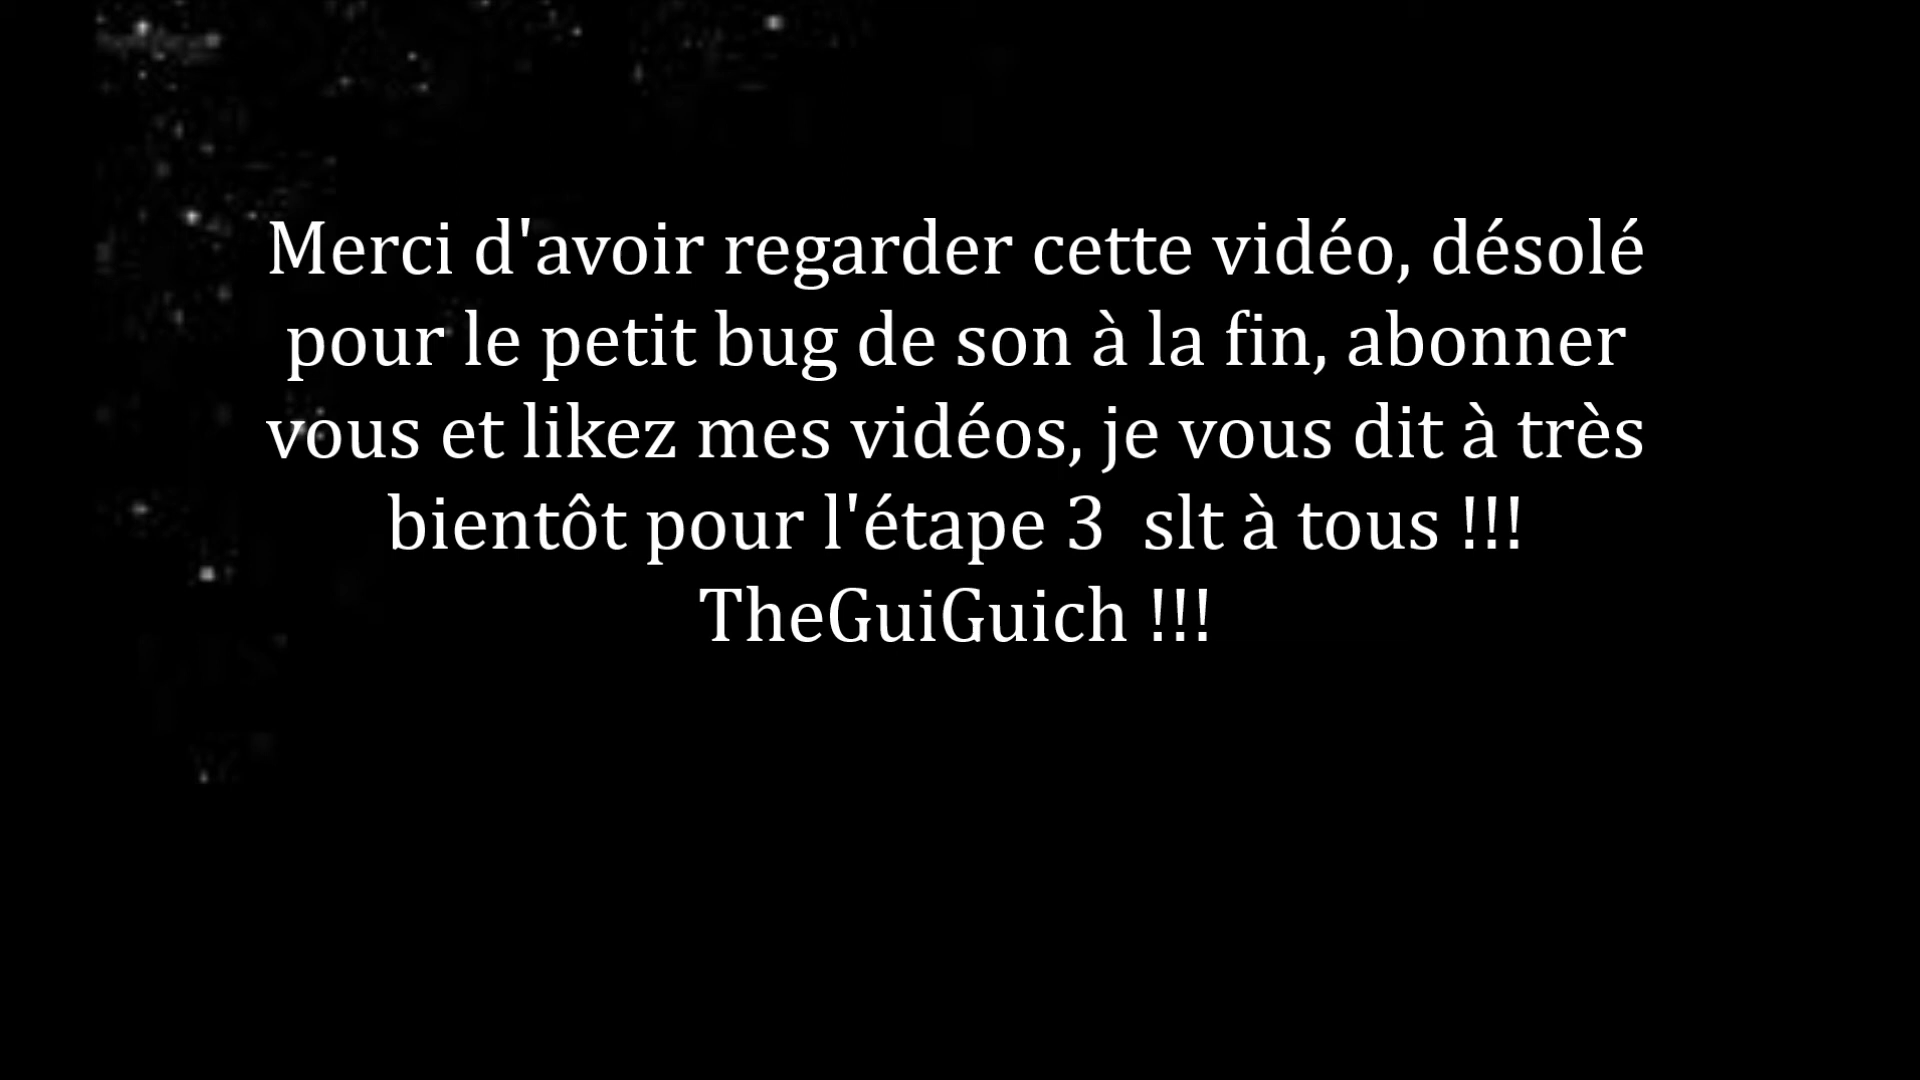 Merci d'avoir regarder cette vidéo, désolé
pour le petit bug de son à la fin, abonner
vous et likez mes vidéos, je vous dit à très
bientôt pour l'étape 3  slt à tous !!!
TheGuiGuich !!!